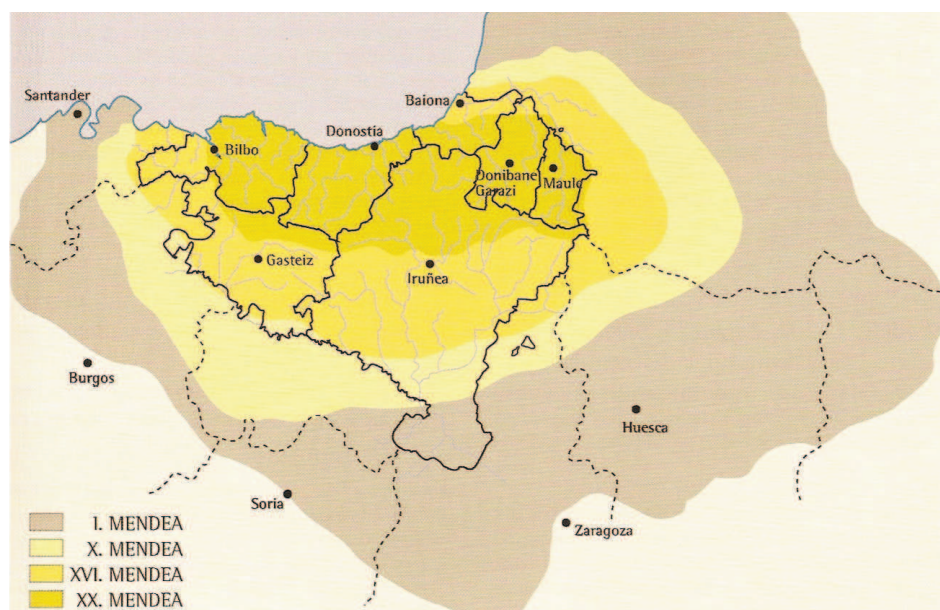 Santander
Baiona
Bilbo
Donostia
Donibane
Garazi
Maule
Gasteiz
Iruñea
Burgos
Huesca
Soria
Zaragoza
I. MENDEA
X. MENDEA
XVI. MENDEA
XX. MENDEA